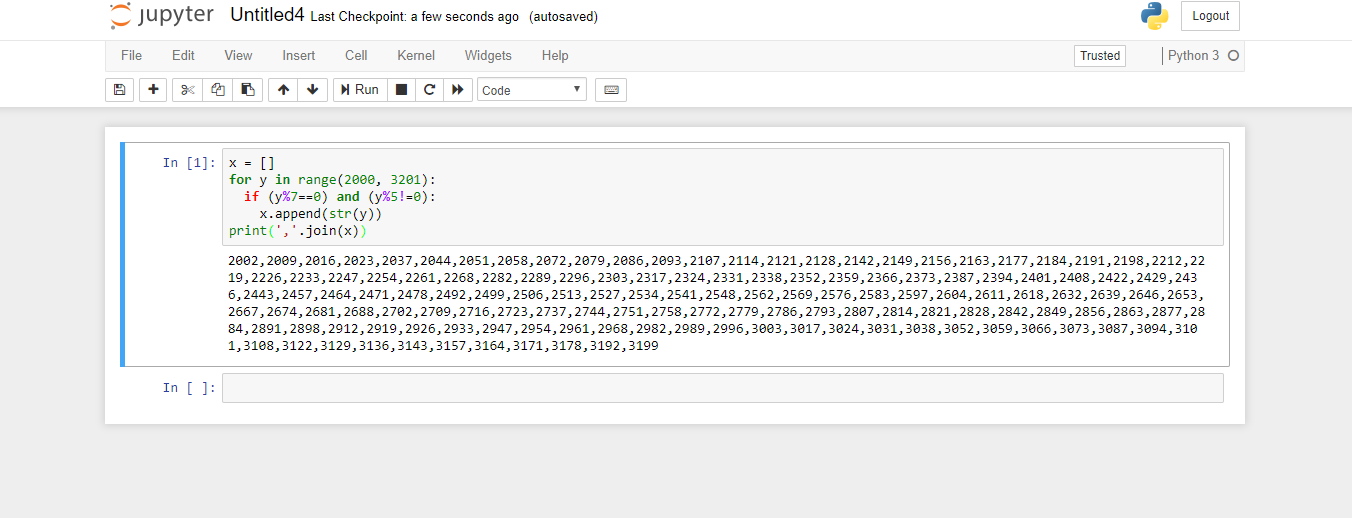 jupyter Untitled4 Last Checkpoint: a few seconds ago (autosaved) Logout
File Edit View Insert Cell Kernel Widgets Help Trusted Python 3
Run Code
In [1]: x = []
for y in range(2000, 3201):
  if (y%7==0) and (y%5!=0):
    x.append(str(y))
print(','.join(x))
2002,2009,2016,2023,2037,2044,2051,2058,2072,2079,2086,2093,2107,2114,2121,2128,2142,2149,2156,2163,2177,2184,2191,2198,2212,22
19,2226,2233,2247,2254,2261,2268,2282,2289,2296,2303,2317,2324,2331,2338,2352,2359,2366,2373,2387,2394,2401,2408,2422,2429,243
6,2443,2457,2464,2471,2478,2492,2499,2506,2513,2527,2534,2541,2548,2562,2569,2576,2583,2597,2604,2611,2618,2632,2639,2646,2653,
2667,2674,2681,2688,2702,2709,2716,2723,2737,2744,2751,2758,2772,2779,2786,2793,2807,2814,2821,2828,2842,2849,2856,2863,2877,28
84,2891,2898,2912,2919,2926,2933,2947,2954,2961,2968,2982,2989,2996,3003,3017,3024,3031,3038,3052,3059,3066,3073,3087,3094,310
1,3108,3122,3129,3136,3143,3157,3164,3171,3178,3192,3199
In [ ]: